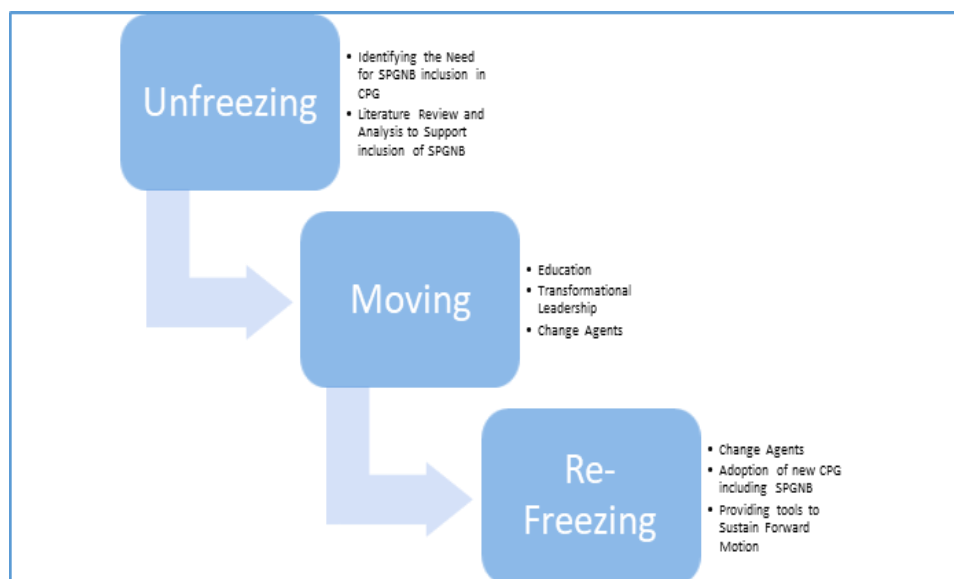 Unfreezing
• Identifying the Need
for SPGNB inclusion in
CPG
• Literature Review and
Analysis to Support
inclusion of SPGNB
Moving
• Education
• Transformational
Leadership
• Change Agents
Re-
Freezing
• Change Agents
• Adoption of new CPG
including SPGNB
• Providing tools to
Sustain Forward
Motion